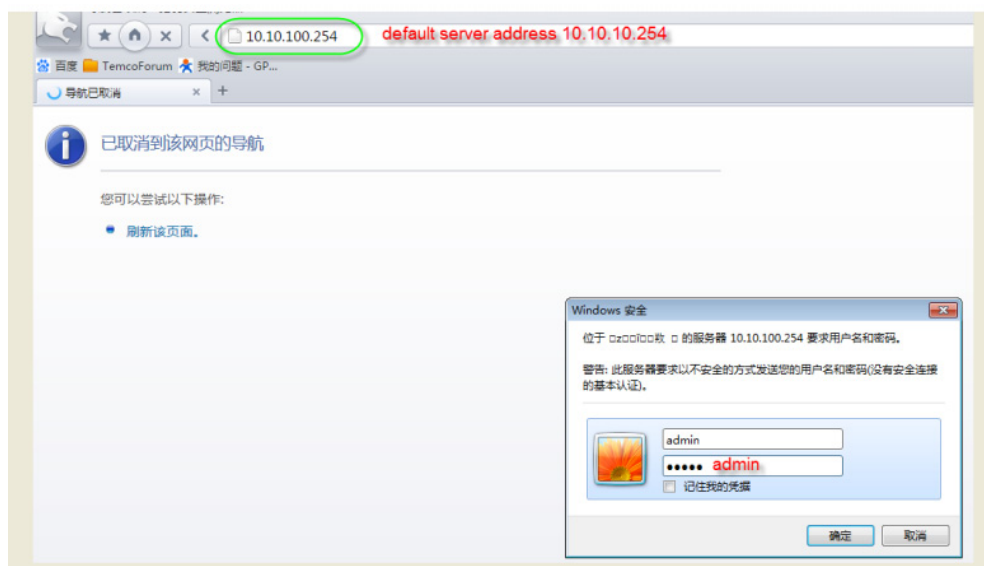 10.10.100.254 default server address 10.10.10.254
百度 TemcoForum 我的问题 - GP...
导航已取消
已取消到该网页的导航
您可以尝试以下操作:
刷新该页面。
Windows 安全
位于 □z□□î□□数 □ 的服务器 10.10.100.254 要求用户名和密码。
警告: 此服务器要求以不安全的方式发送您的用户名和密码(没有安全连接
的基本认证)。
admin
●●●●● admin
记住我的凭据
确定 取消